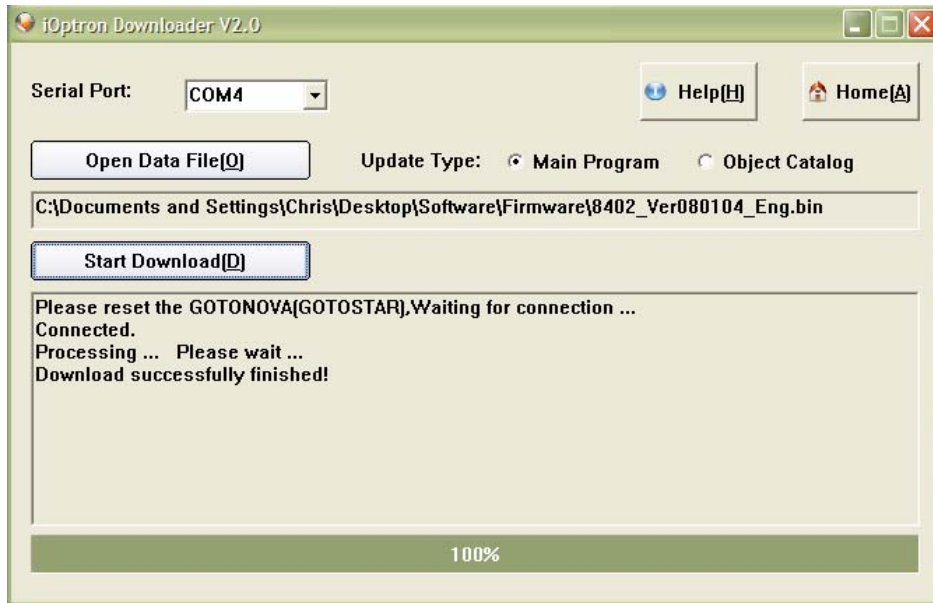 iOptron Downloader V2.0
Serial Port: COM4 Help(H) Home(A)
Open Data File(O) Update Type: Main Program Object Catalog
C:\Documents and Settings\Chris\Desktop\Software\Firmware\8402_Ver080104_Eng.bin
Start Download(D)
Please reset the GOTONOVA(GOTOSTAR),Waiting for connection ...
Connected.
Processing ... Please wait ...
Download successfully finished!
100%